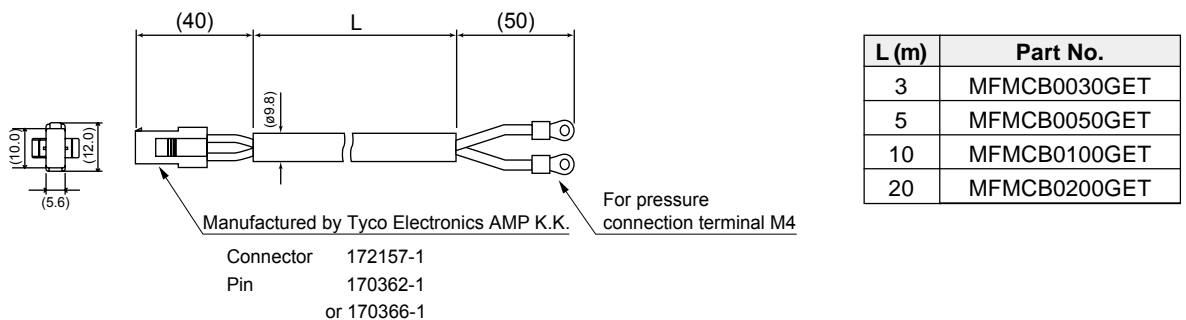 (40) L (50)
(ø9.8)
(10.0)
(12.0)
(5.6)
Manufactured by Tyco Electronics AMP K.K.
Connector 172157-1
Pin 170362-1
or 170366-1
For pressure
connection terminal M4
L (m) Part No.
3 MFMCB0030GET
5 MFMCB0050GET
10 MFMCB0100GET
20 MFMCB0200GET